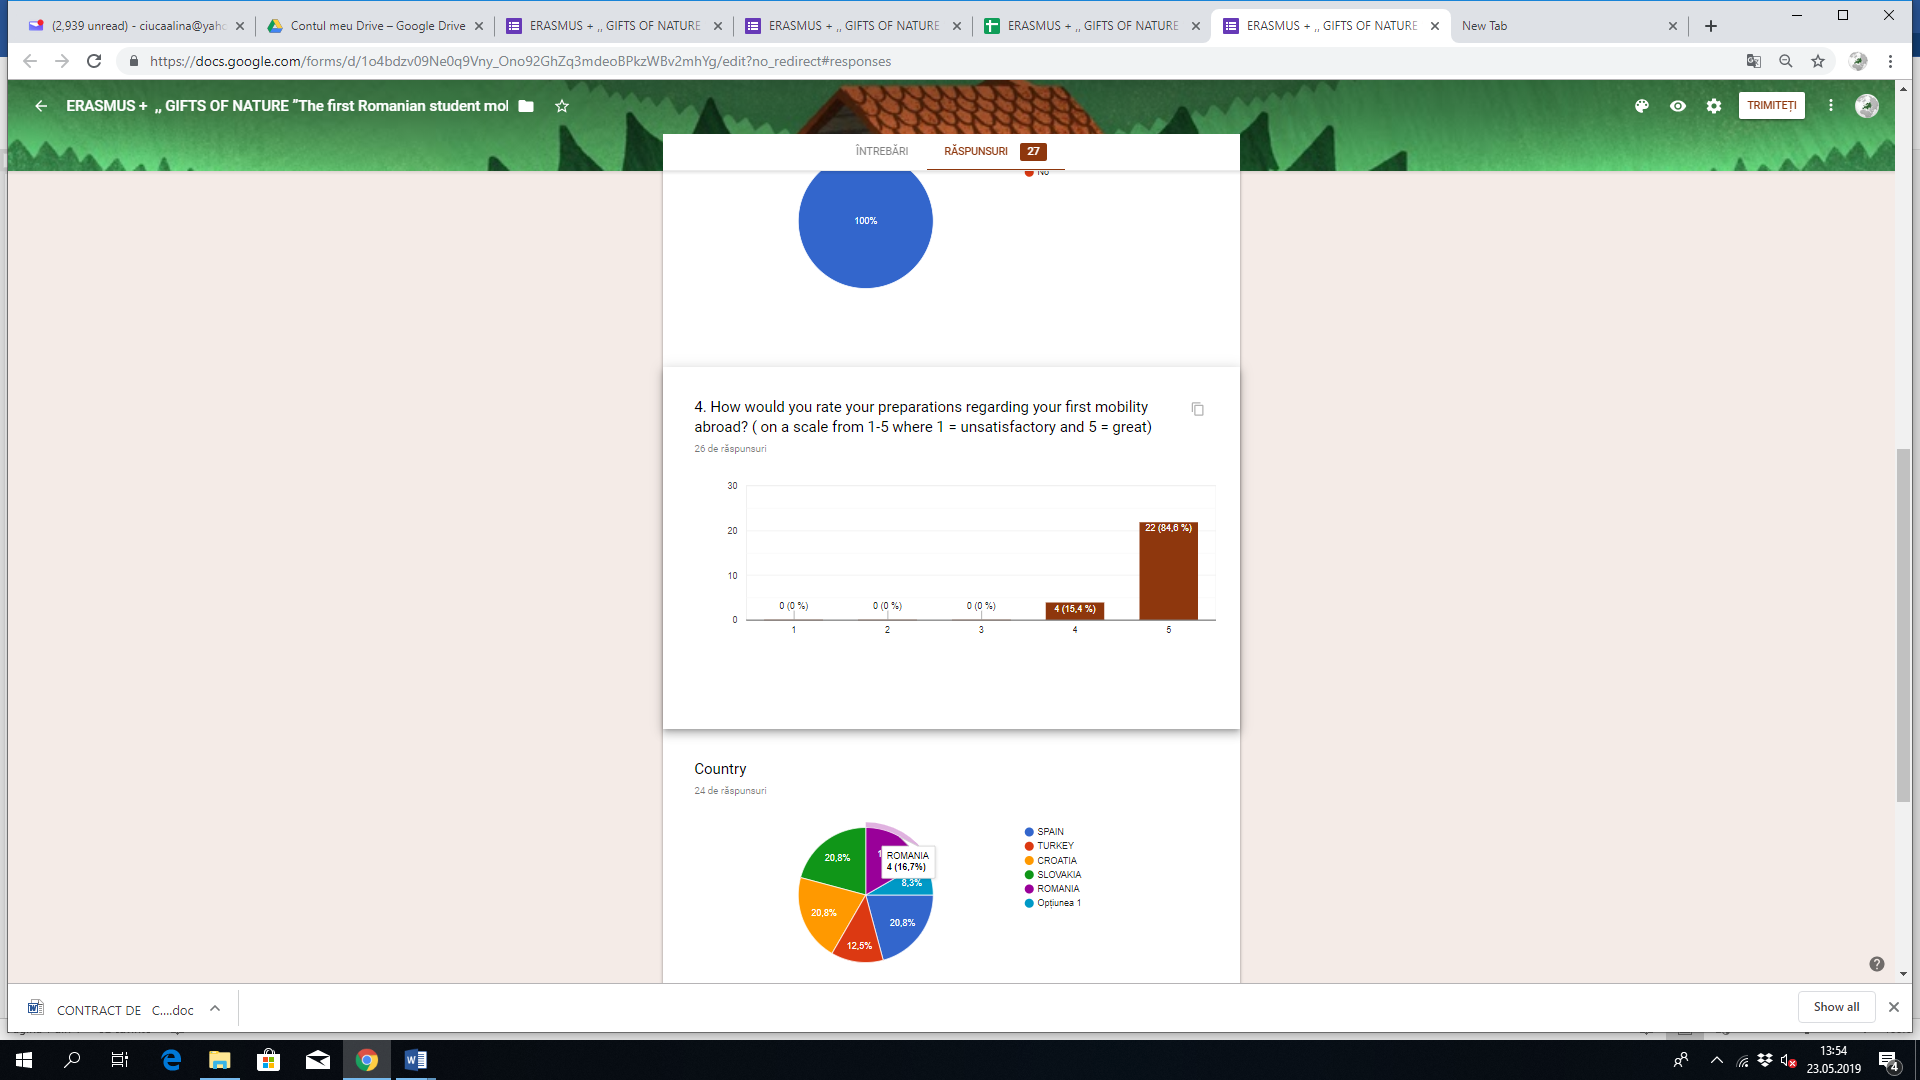 (2,939 unread) - ciucaalina@yaho
Contul meu Drive – Google Drive
ERASMUS + ,, GIFTS OF NATURE
ERASMUS + ,, GIFTS OF NATURE
ERASMUS + ,, GIFTS OF NATURE
ERASMUS + ,, GIFTS OF NATURE
New Tab
https://docs.google.com/forms/d/1o4bdzv09Ne0q9Vny_Ono92GhZq3mdeoBPkzWBv2mhYg/edit?no_redirect#responses
ERASMUS + ,, GIFTS OF NATURE "The first Romanian student mol
TRIMITEȚI
ÎNTREBĂRI
RĂSPUNSURI 27
No
100%
4. How would you rate your preparations regarding your first mobility
abroad? ( on a scale from 1-5 where 1 = unsatisfactory and 5 = great)
26 de răspunsuri
30
20
10
0
0 (0 %)
0 (0 %)
0 (0 %)
4 (15,4 %)
22 (84,6 %)
1
2
3
4
5
Country
24 de răspunsuri
20,8%
ROMANIA
4 (16,7%)
8,3%
20,8%
20,8%
12,5%
SPAIN
TURKEY
CROATIA
SLOVAKIA
ROMANIA
Opțiunea 1
CONTRACT DE C....doc
Show all
13:54
23.05.2019
4